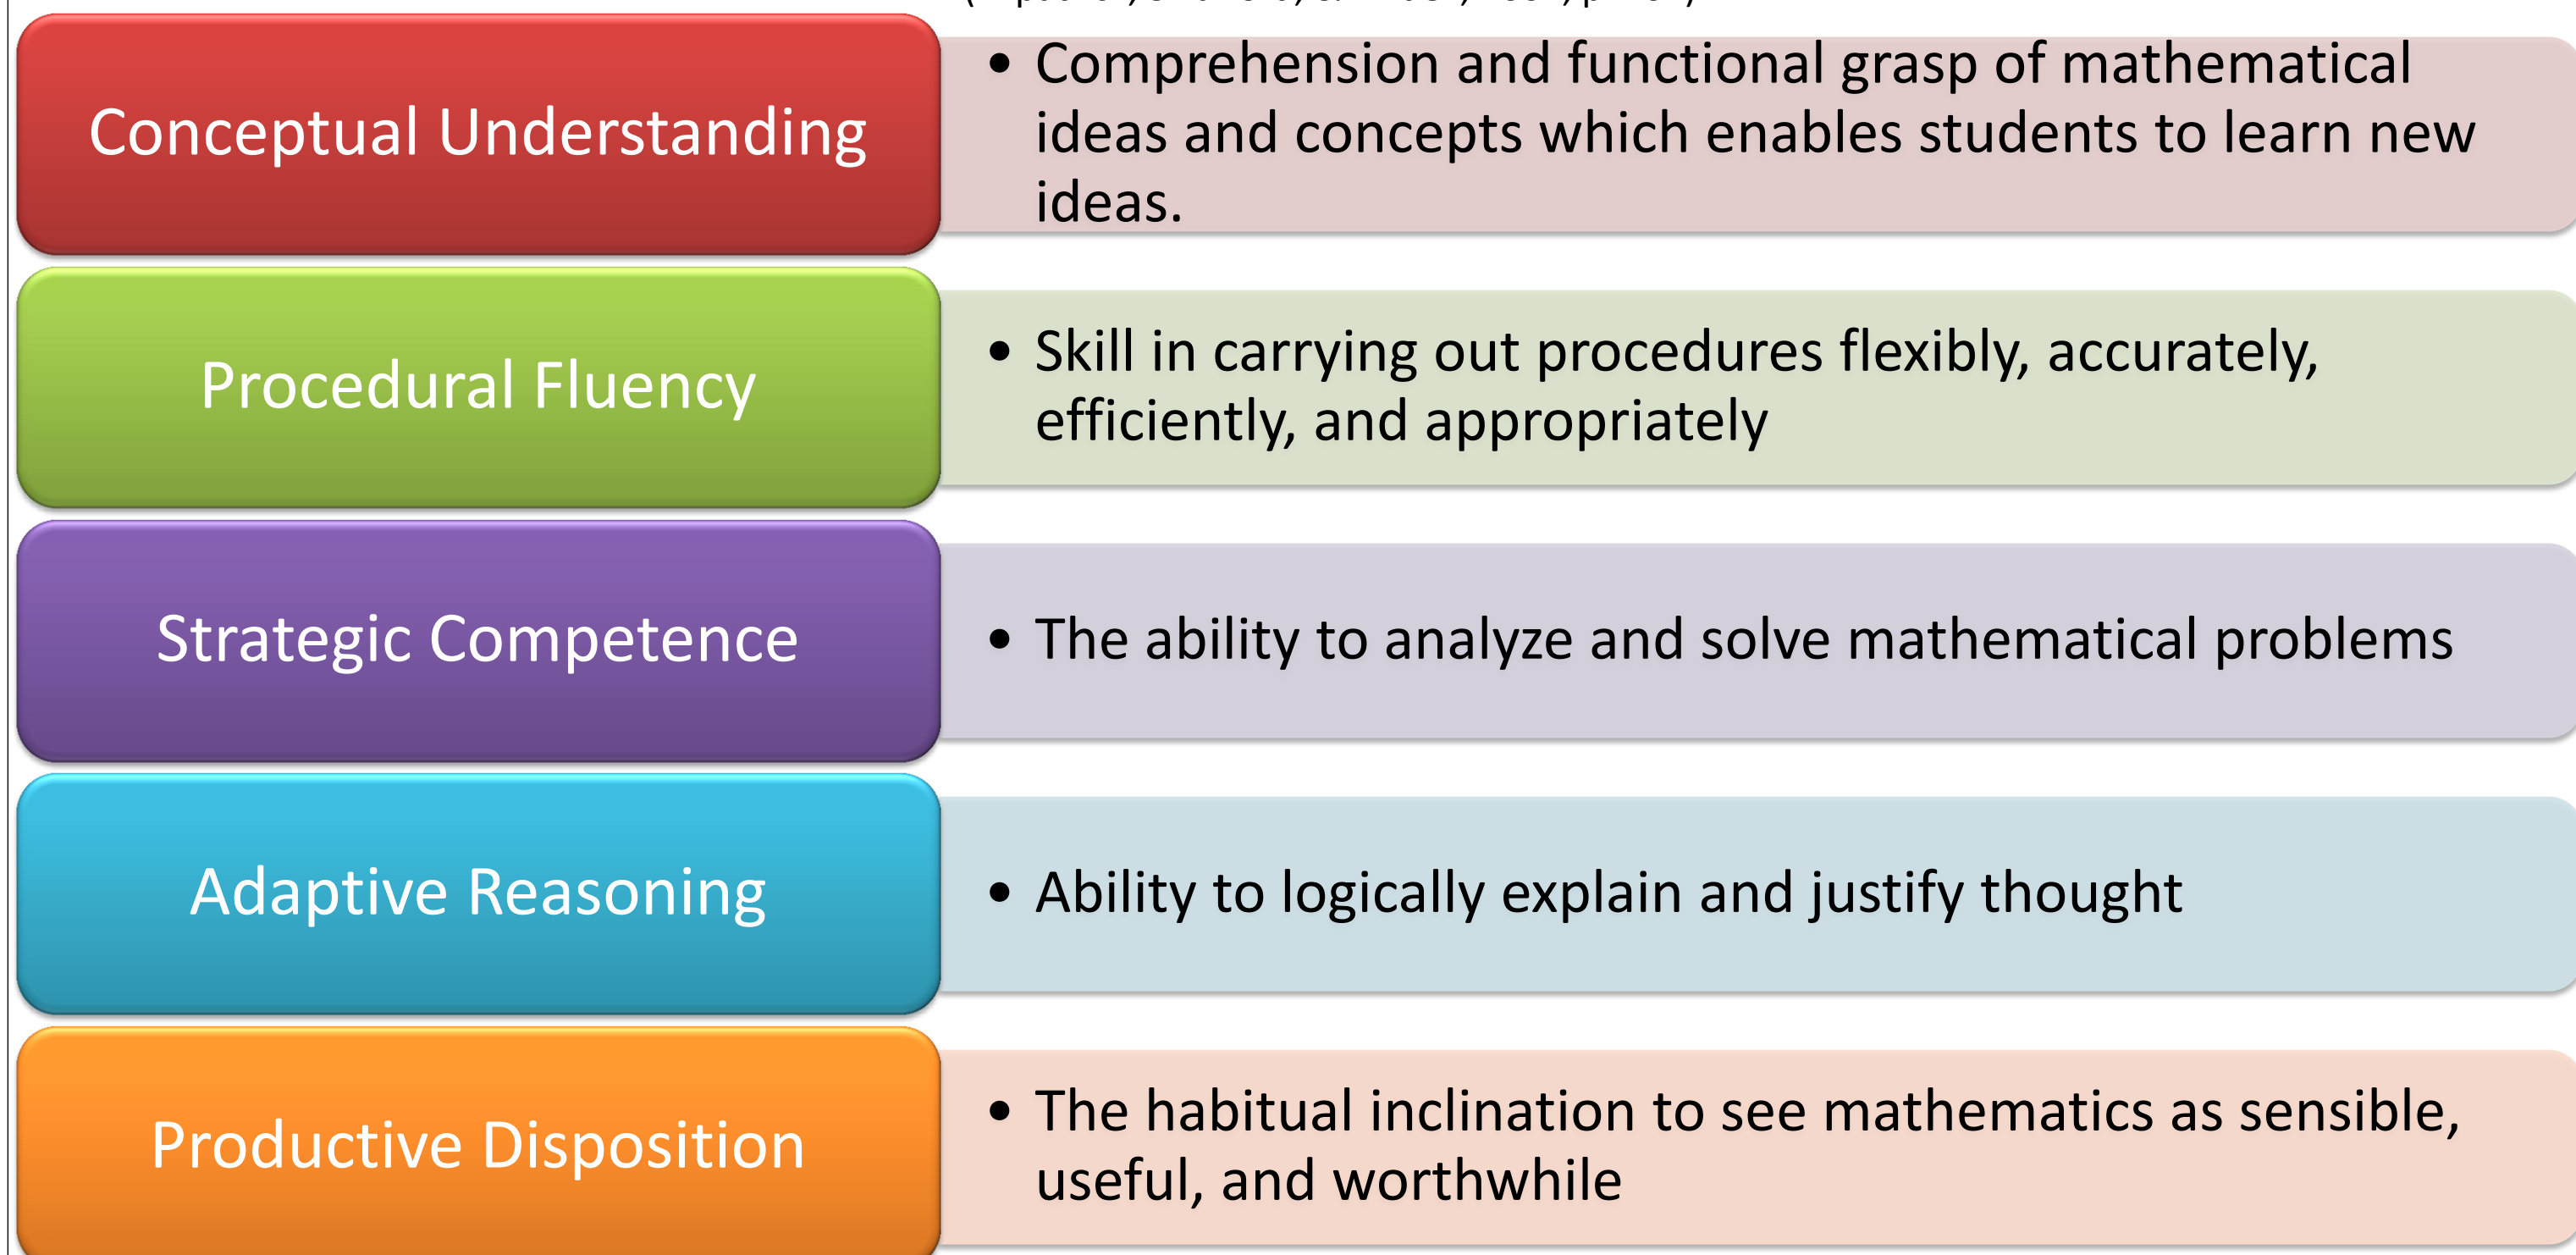 Conceptual Understanding
• Comprehension and functional grasp of mathematical
ideas and concepts which enables students to learn new
ideas.
Procedural Fluency
• Skill in carrying out procedures flexibly, accurately,
efficiently, and appropriately
Strategic Competence
• The ability to analyze and solve mathematical problems
Adaptive Reasoning
• Ability to logically explain and justify thought
Productive Disposition
• The habitual inclination to see mathematics as sensible,
useful, and worthwhile